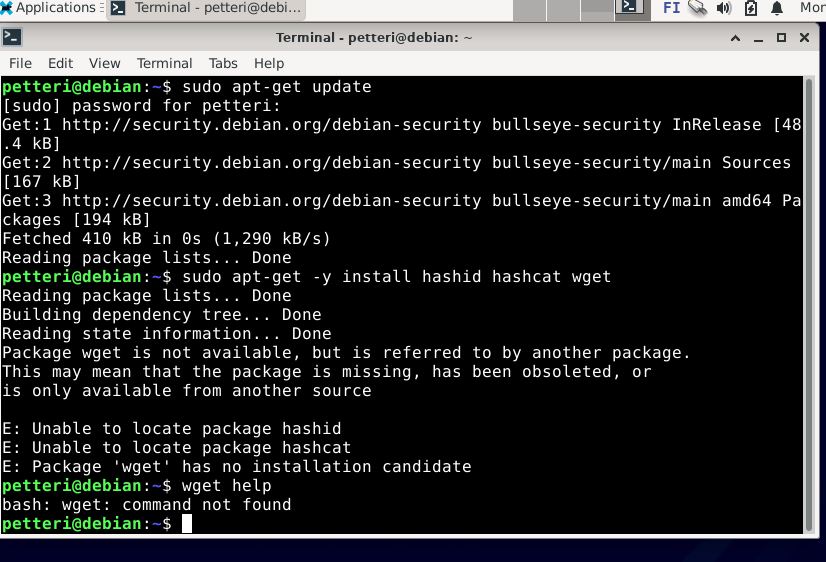 Applications
Terminal - petteri@debi...
FI
Mon
Terminal - petteri@debian: ~
File Edit View Terminal Tabs Help
petteri@debian:~$ sudo apt-get update
[sudo] password for petteri:
Get:1 http://security.debian.org/debian-security bullseye-security InRelease [48
.4 kB]
Get:2 http://security.debian.org/debian-security bullseye-security/main Sources
[167 kB]
Get:3 http://security.debian.org/debian-security bullseye-security/main amd64 Pa
ckages [194 kB]
Fetched 410 kB in 0s (1,290 kB/s)
Reading package lists... Done
petteri@debian:~$ sudo apt-get -y install hashid hashcat wget
Reading package lists... Done
Building dependency tree... Done
Reading state information... Done
Package wget is not available, but is referred to by another package.
This may mean that the package is missing, has been obsoleted, or
is only available from another source

E: Unable to locate package hashid
E: Unable to locate package hashcat
E: Package 'wget' has no installation candidate
petteri@debian:~$ wget help
bash: wget: command not found
petteri@debian:~$